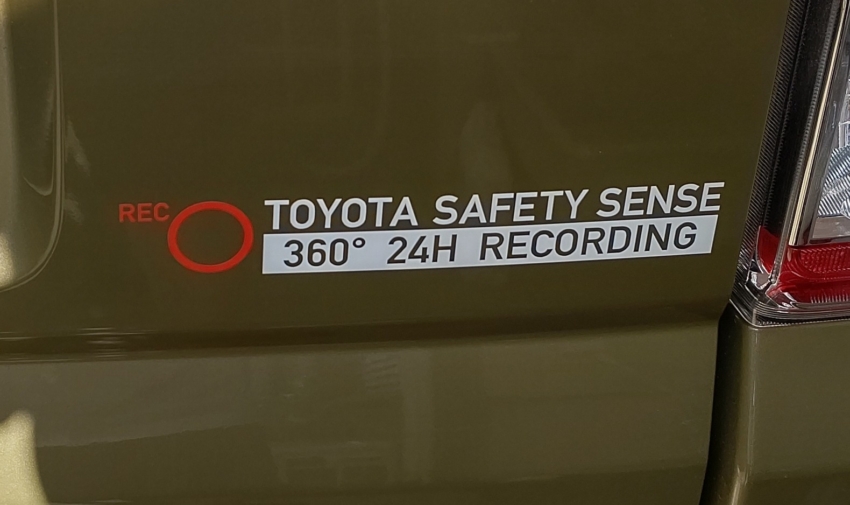 REC
TOYOTA SAFETY SENSE
360° 24H RECORDING